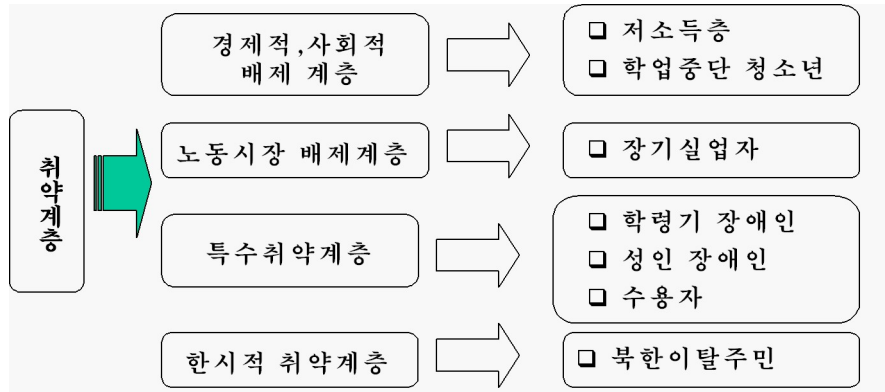 취약계층
경제적,사회적
배제 계층
❑ 저소득층
❑ 학업중단 청소년
노동시장 배제계층
❑ 장기실업자
특수취약계층
❑ 학령기 장애인
❑ 성인 장애인
❑ 수용자
한시적 취약계층
❑ 북한이탈주민